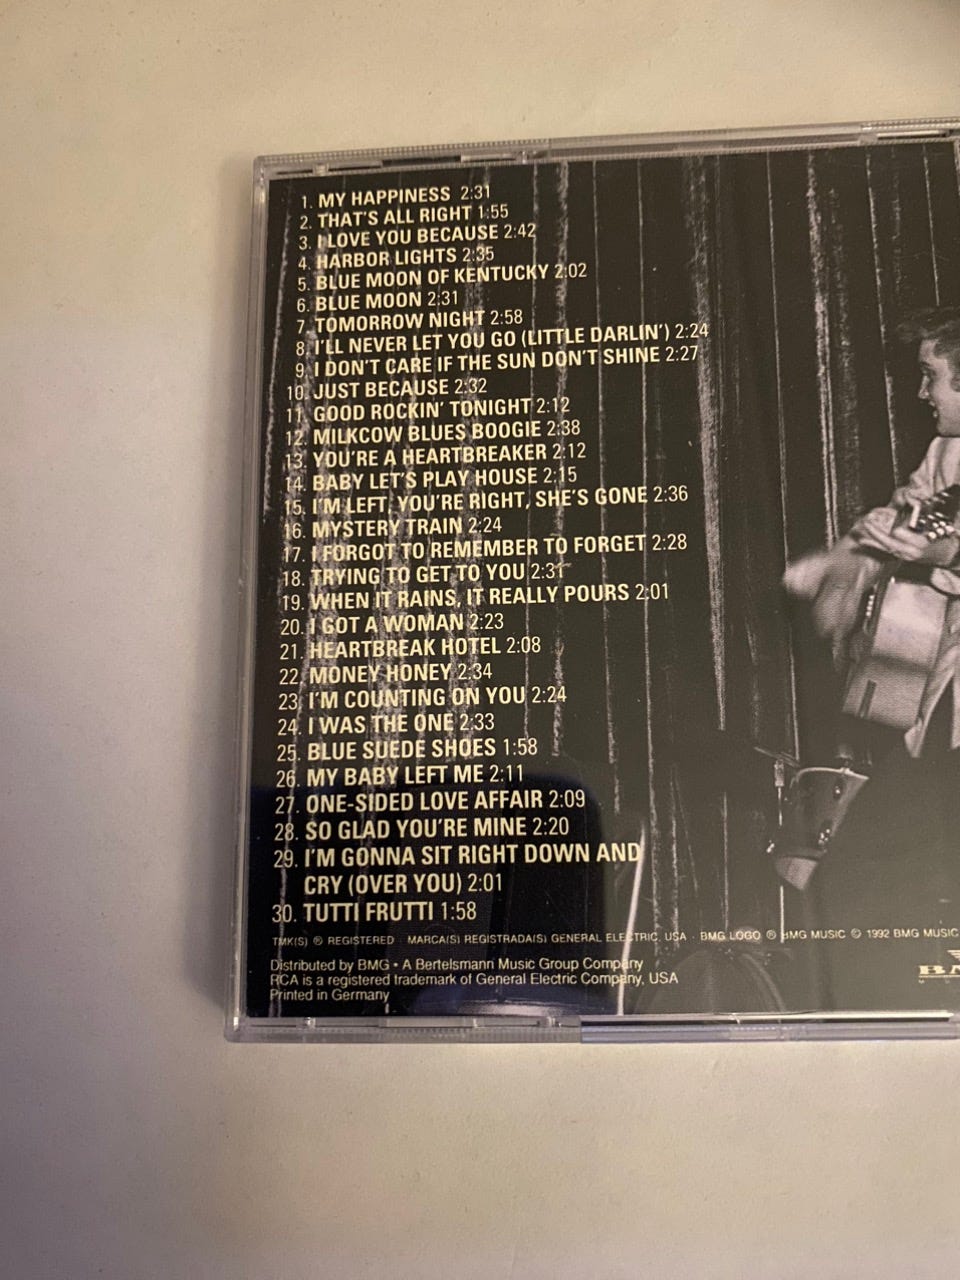 1. MY HAPPINESS 2:31
2. THAT'S ALL RIGHT 1:55
3. I LOVE YOU BECAUSE 2:42
4. HARBOR LIGHTS 2:35
5. BLUE MOON OF KENTUCKY 2:02
6. BLUE MOON 2:31
7. TOMORROW NIGHT 2:58
8. I'LL NEVER LET YOU GO (LITTLE DARLIN') 2:24
9. I DON'T CARE IF THE SUN DON'T SHINE 2:27
10. JUST BECAUSE 2:32
11. GOOD ROCKIN' TONIGHT 2:12
12. MILKCOW BLUES BOOGIE 2:38
13. YOU'RE A HEARTBREAKER 2:12
14. BABY LET'S PLAY HOUSE 2:15
15. I'M LEFT, YOU'RE RIGHT, SHE'S GONE 2:36
16. MYSTERY TRAIN 2:24
17. I FORGOT TO REMEMBER TO FORGET 2:28
18. TRYING TO GET TO YOU 2:31
19. WHEN IT RAINS, IT REALLY POURS 2:01
20. I GOT A WOMAN 2:23
21. HEARTBREAK HOTEL 2:08
22. MONEY HONEY 2:34
23. I'M COUNTING ON YOU 2:24
24. I WAS THE ONE 2:33
25. BLUE SUEDE SHOES 1:58
26. MY BABY LEFT ME 2:11
27. ONE-SIDED LOVE AFFAIR 2:09
28. SO GLAD YOU'RE MINE 2:20
29. I'M GONNA SIT RIGHT DOWN AND
CRY (OVER YOU) 2:01
30. TUTTI FRUTTI 1:58
TMK(S) ® REGISTERED · MARCA(S) REGISTRADA(S) GENERAL ELECTRIC, USA · BMG LOGO ® BMG MUSIC © 1992 BMG MUSIC
Distributed by BMG • A Bertelsmann Music Group Company
RCA is a registered trademark of General Electric Company, USA
Printed in Germany